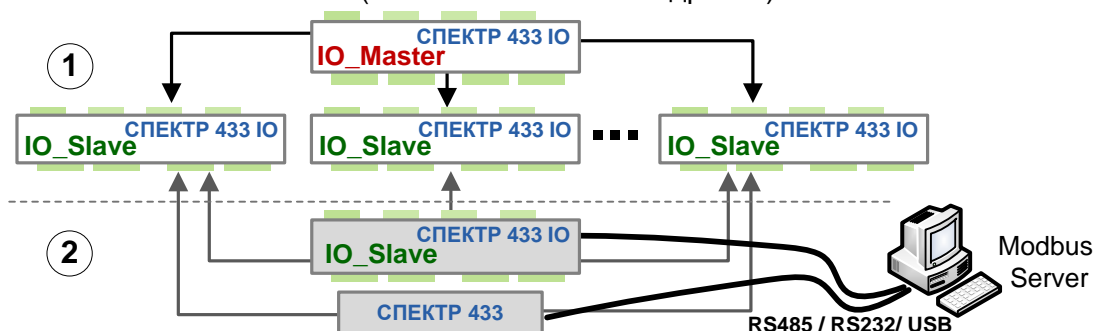 СПЕКТР 433 IO
IO_Master
1
СПЕКТР 433 IO
IO_Slave
СПЕКТР 433 IO
IO_Slave
СПЕКТР 433 IO
IO_Slave
2
СПЕКТР 433 IO
IO_Slave
Modbus
Server
СПЕКТР 433
RS485 / RS232/ USB